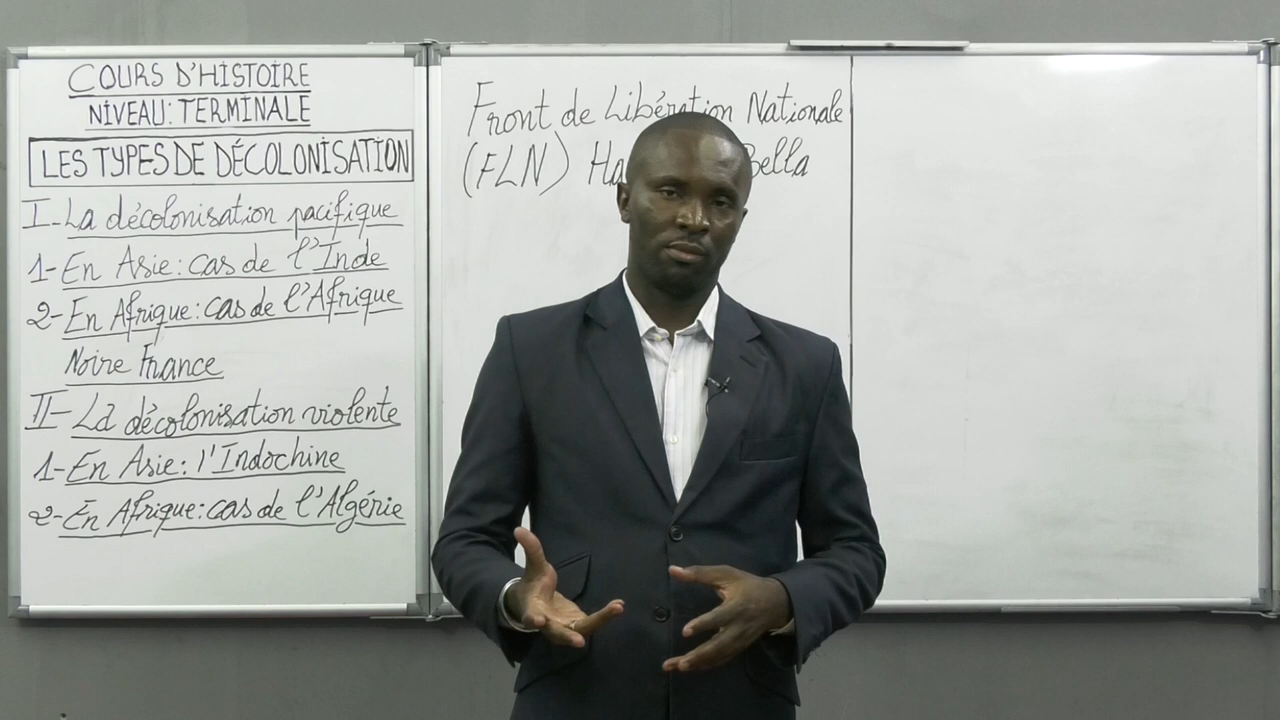 COURS D'HISTOIRE
NIVEAU: TERMINALE
LES TYPES DE DÉCOLONISATION
I-La décolonisation pacifique
1-En Asie: cas de l'Inde
2-En Afrique: cas de l'Afrique
Noire France
II-La décolonisation violente
1-En Asie: l'Indochine
2-En Afrique: cas de l'Algérie
Front de Libération Nationale
(FLN) Bella